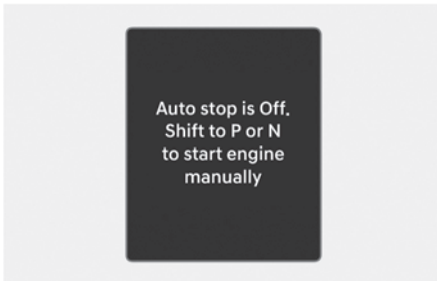 Auto stop is Off.
Shift to P or N
to start engine
manually